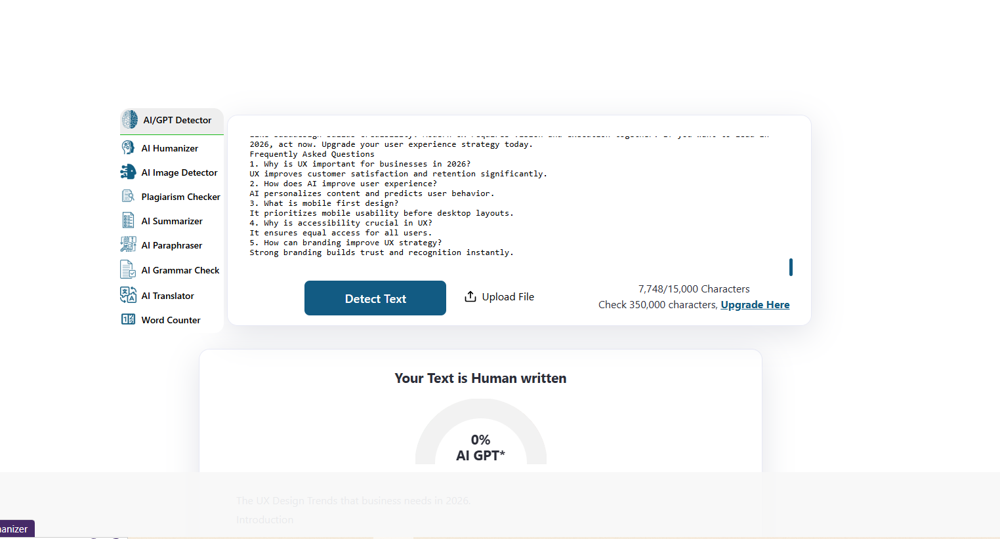 AI/GPT Detector
AI Humanizer
AI Image Detector
Plagiarism Checker
AI Summarizer
AI Paraphraser
AI Grammar Check
AI Translator
Word Counter
2026, act now. Upgrade your user experience strategy today.
Frequently Asked Questions
1. Why is UX important for businesses in 2026?
UX improves customer satisfaction and retention significantly.
2. How does AI improve user experience?
AI personalizes content and predicts user behavior.
3. What is mobile first design?
It prioritizes mobile usability before desktop layouts.
4. Why is accessibility crucial in UX?
It ensures equal access for all users.
5. How can branding improve UX strategy?
Strong branding builds trust and recognition instantly.
Detect Text
Upload File
7,748/15,000 Characters
Check 350,000 characters, Upgrade Here
Your Text is Human written
0%
AI GPT*
The UX Design Trends that business needs in 2026.
Introduction
anizer